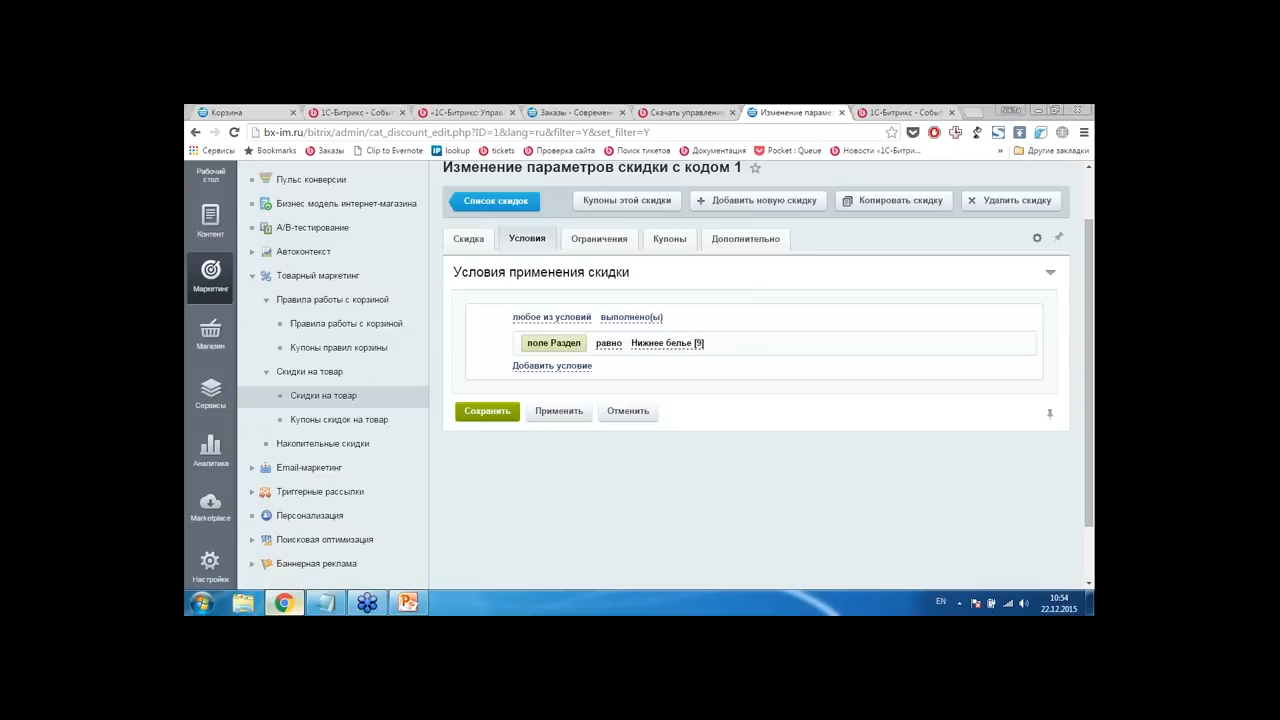 Корзина
1С-Битрикс - Событ
«1С-Битрикс: Управ
Заказы - Современ
Скачать управлени
Изменение параме
1С-Битрикс - Событ
Nikita
bx-im.ru/bitrix/admin/cat_discount_edit.php?ID=1&lang=ru&filter=Y&set_filter=Y
Сервисы
Bookmarks
Заказы
Clip to Evernote
lookup
tickets
Проверка сайта
Поиск тикетов
Документация
Pocket : Queue
Новости «1С-Битри...
»
Другие закладки
Рабочий
стол
Контент
Маркетинг
Магазин
Сервисы
Аналитика
Marketplace
Настройки
Пульс конверсии
Бизнес модель интернет-магазина
A/B-тестирование
Автоконтекст
Товарный маркетинг
Правила работы с корзиной
Правила работы с корзиной
Купоны правил корзины
Скидки на товар
Скидки на товар
Купоны скидок на товар
Накопительные скидки
Email-маркетинг
Триггерные рассылки
Персонализация
Поисковая оптимизация
Баннерная реклама
Изменение параметров скидки с кодом 1
Список скидок
Купоны этой скидки
Добавить новую скидку
Копировать скидку
Удалить скидку
Скидка
Условия
Ограничения
Купоны
Дополнительно
Условия применения скидки
любое из условий выполнено(ы)
поле Раздел равно Нижнее белье [9]
Добавить условие
Сохранить
Применить
Отменить
EN
10:54
22.12.2015